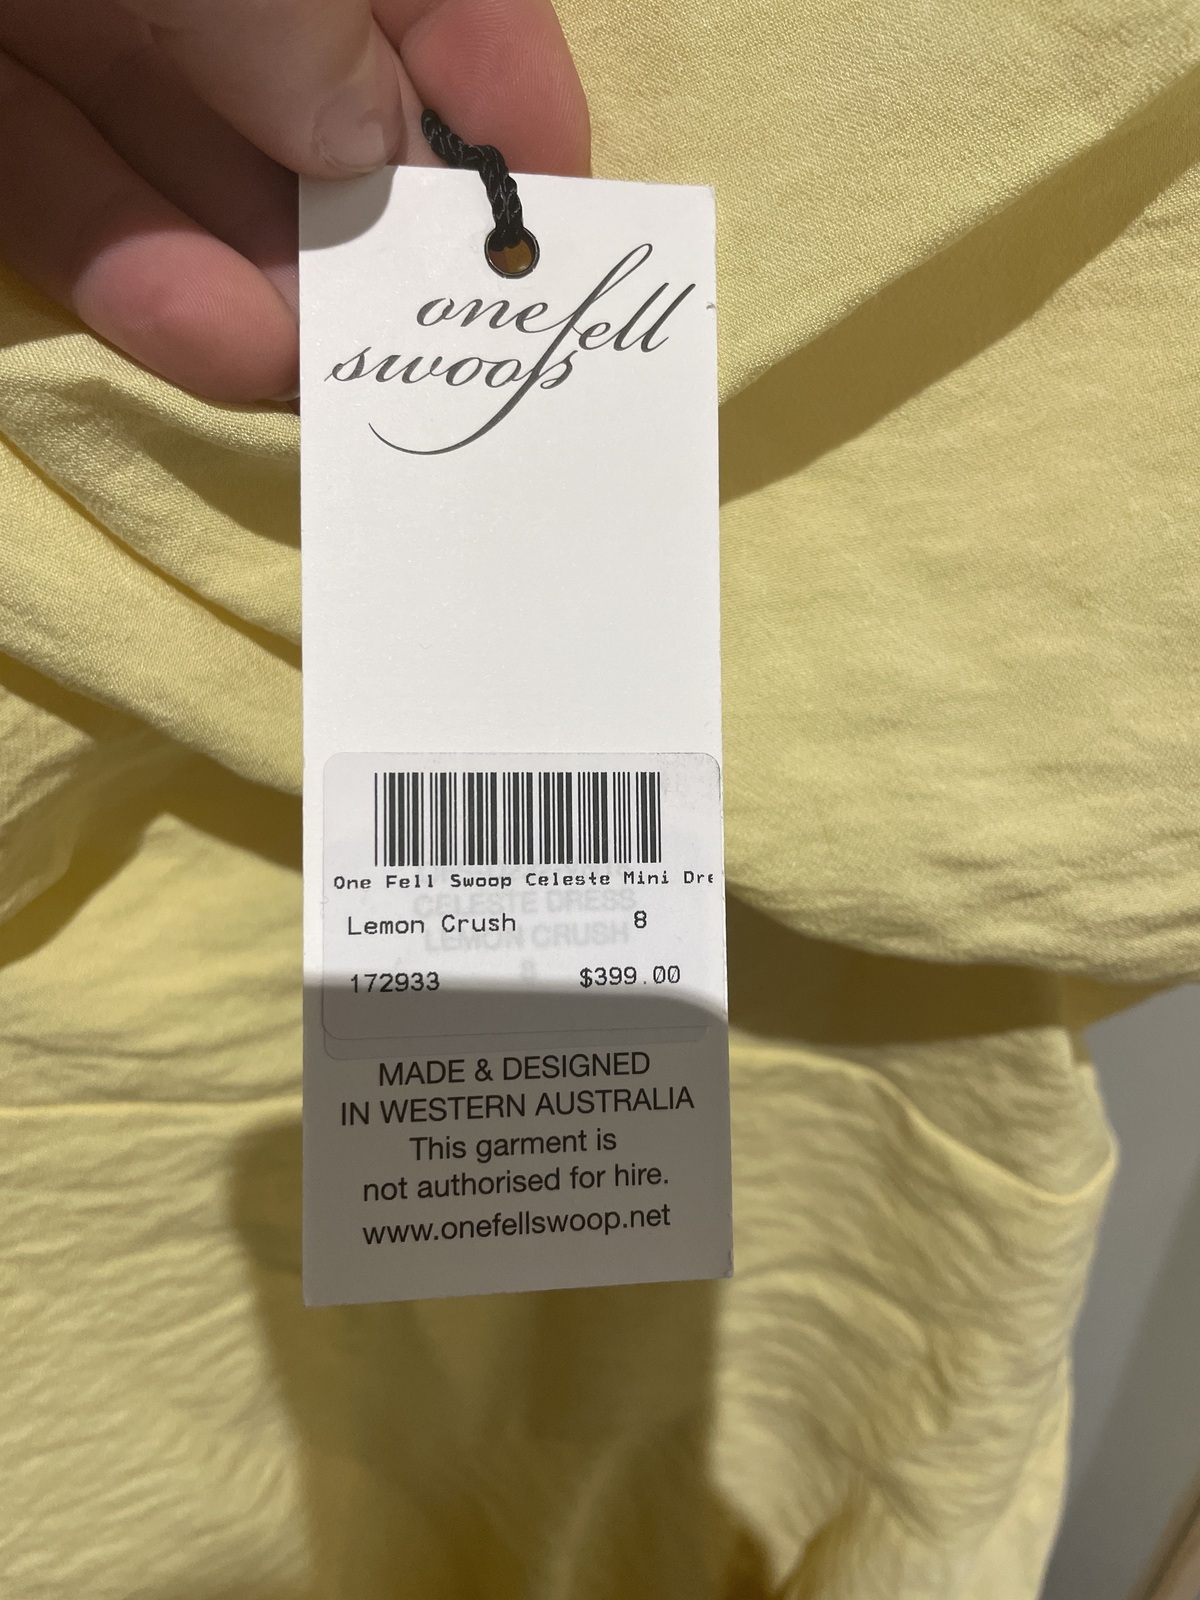 one fell
swoop
One Fell Swoop Celeste Mini Dre
CELESTE DRESS
Lemon Crush 8
LEMON CRUSH
8
172933 $399.00
MADE & DESIGNED
IN WESTERN AUSTRALIA
This garment is
not authorised for hire.
www.onefellswoop.net